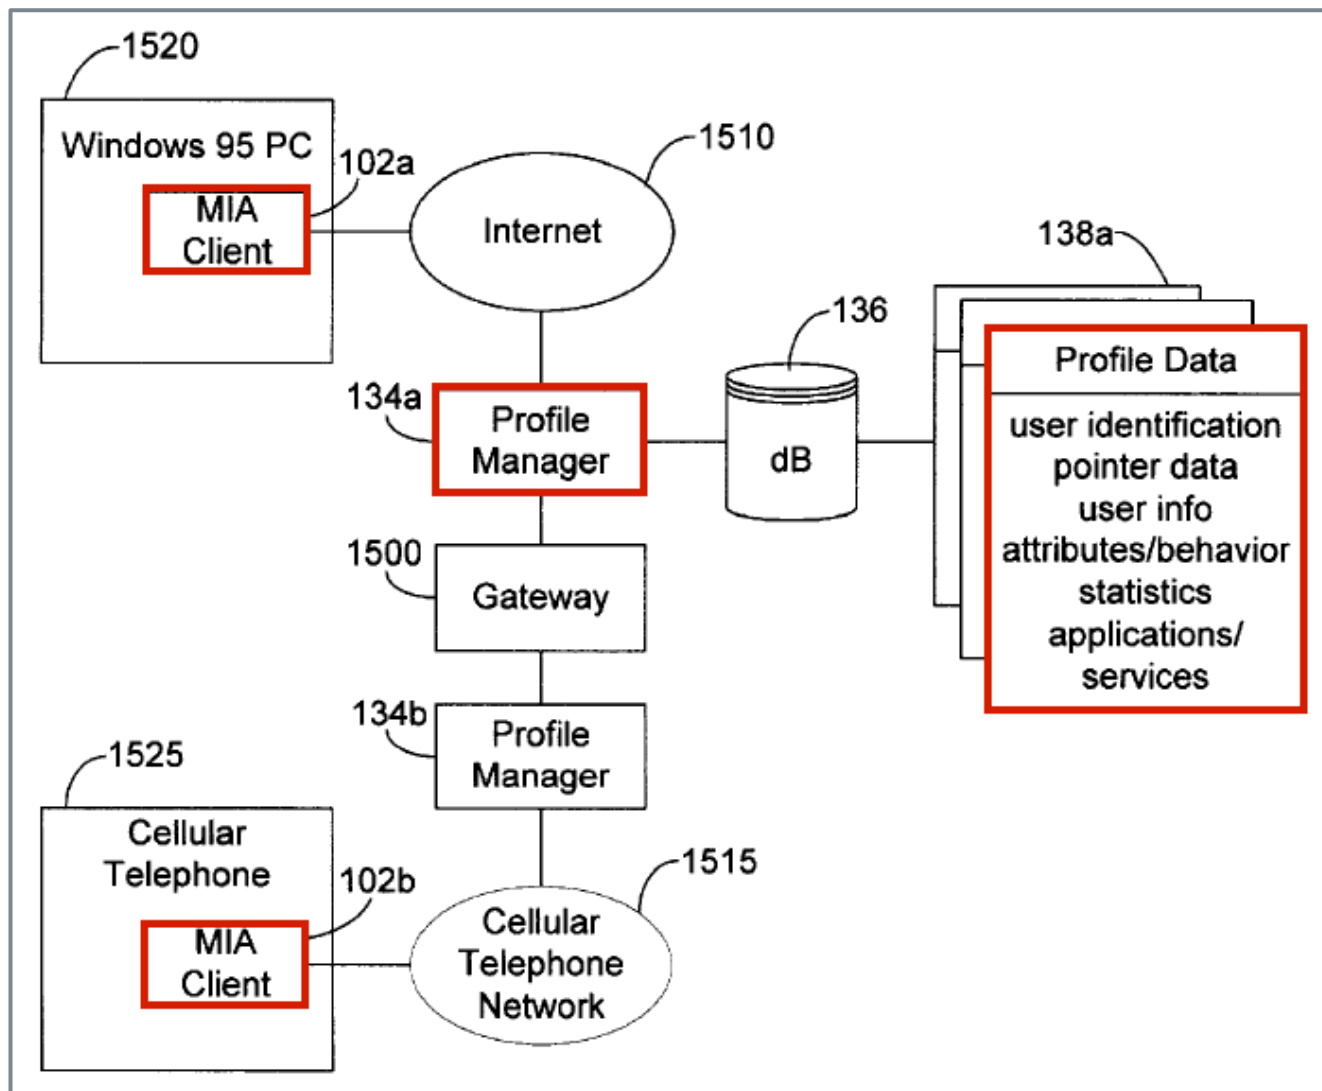 1520
Windows 95 PC
102a
MIA
Client
1510
Internet
138a
136
Profile Data
134a
Profile
Manager
dB
user identification
pointer data
user info
attributes/behavior
statistics
applications/
services
1500
Gateway
134b
Profile
Manager
1525
Cellular
Telephone
102b
MIA
Client
1515
Cellular
Telephone
Network